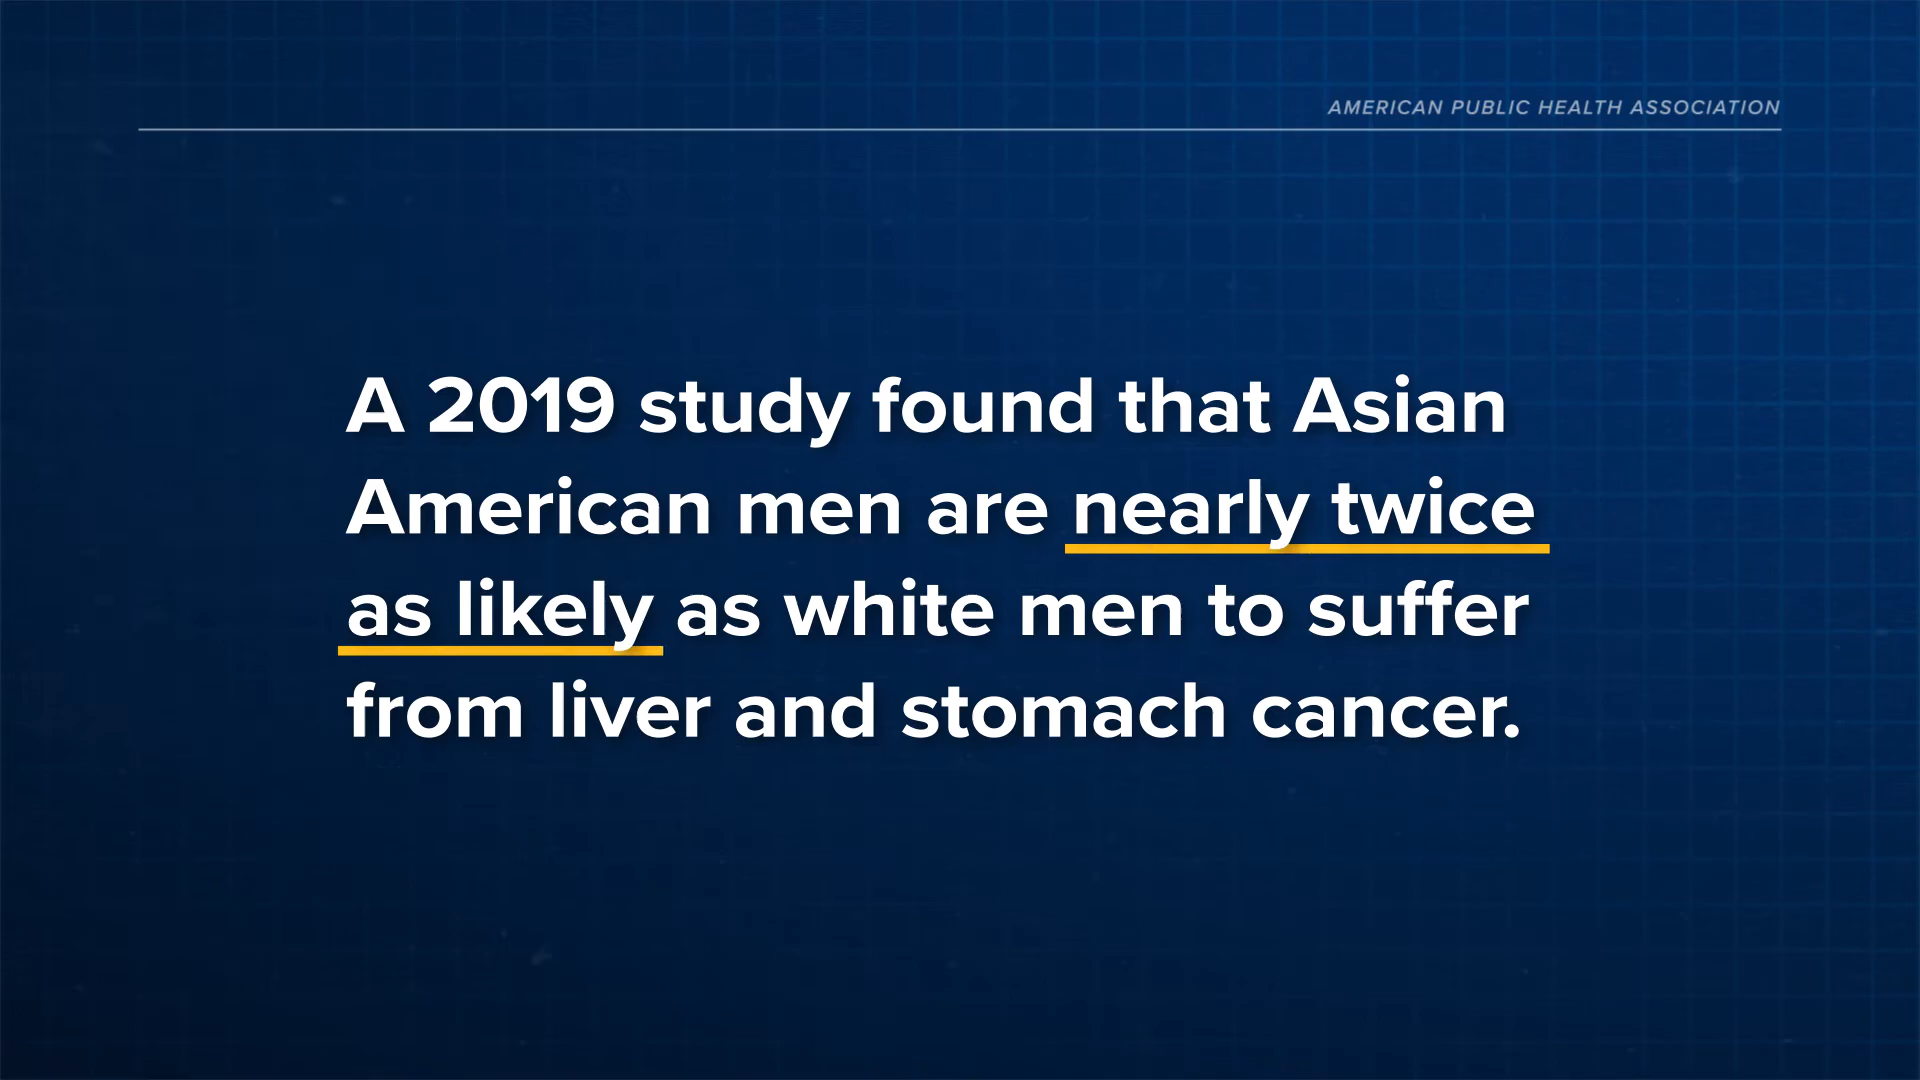 AMERICAN PUBLIC HEALTH ASSOCIATION
A 2019 study found that Asian
American men are nearly twice
as likely as white men to suffer
from liver and stomach cancer.